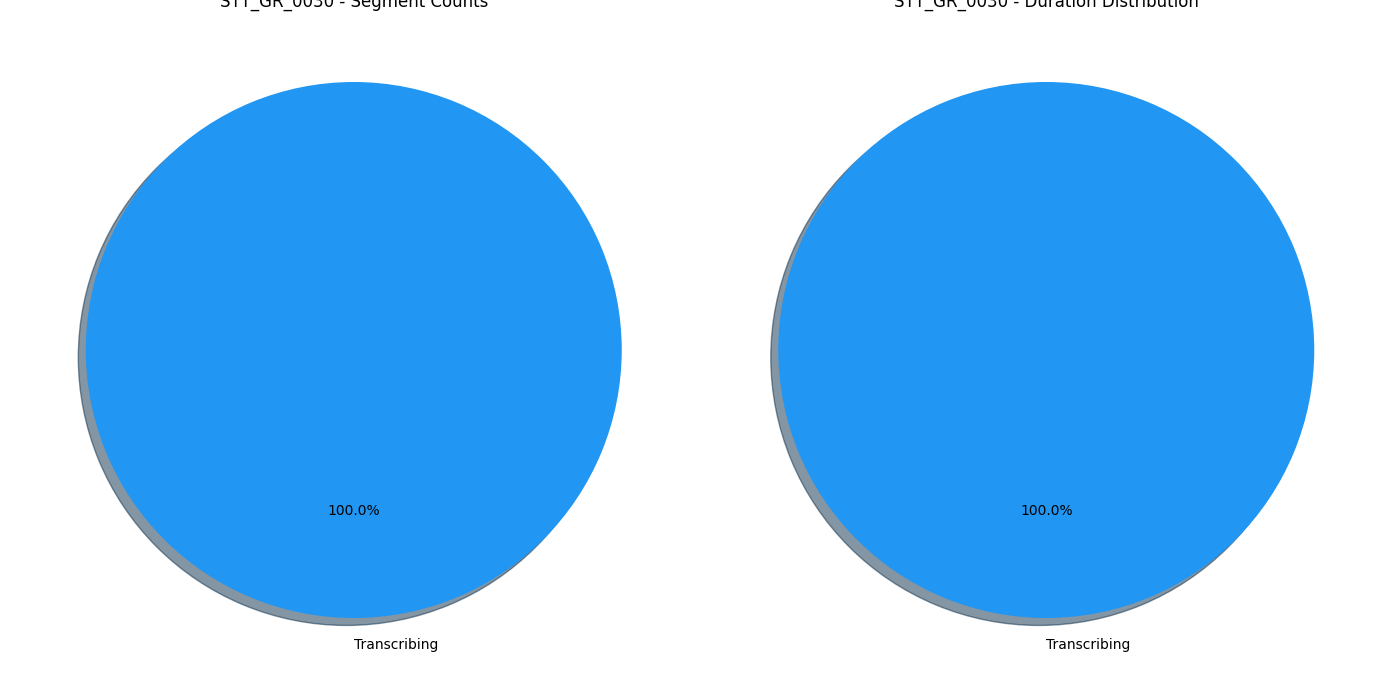 STT_GR_0030 - Segment Counts
STT_GR_0030 - Duration Distribution
100.0%
100.0%
Transcribing
Transcribing